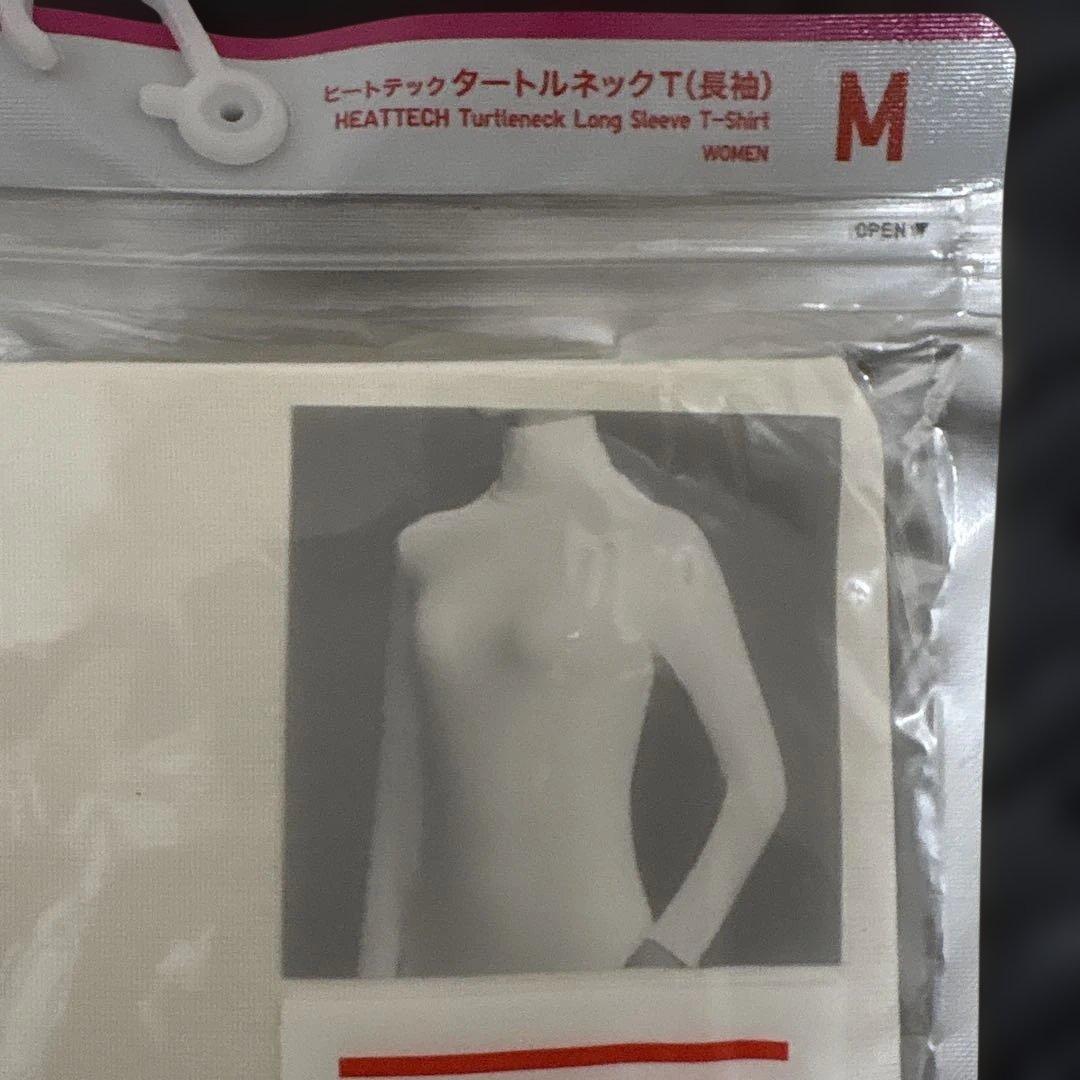 ヒートテックタートルネックT(長袖)
HEATTECH Turtleneck Long Sleeve T-Shirt
WOMEN
M
OPEN▼